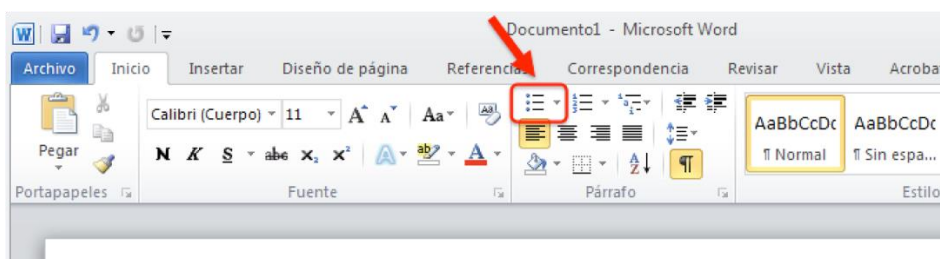 Documento1 - Microsoft Word
Archivo Inicio Insertar Diseño de página Referencias Correspondencia Revisar Vista Acroba
Calibri (Cuerpo) 11 A A Aa
Pegar
N K S abe x₂ x² A ab A
AaBbCcDc AaBbCcDc
¶ Normal ¶ Sin espa...
Portapapeles Fuente Párrafo Estilo